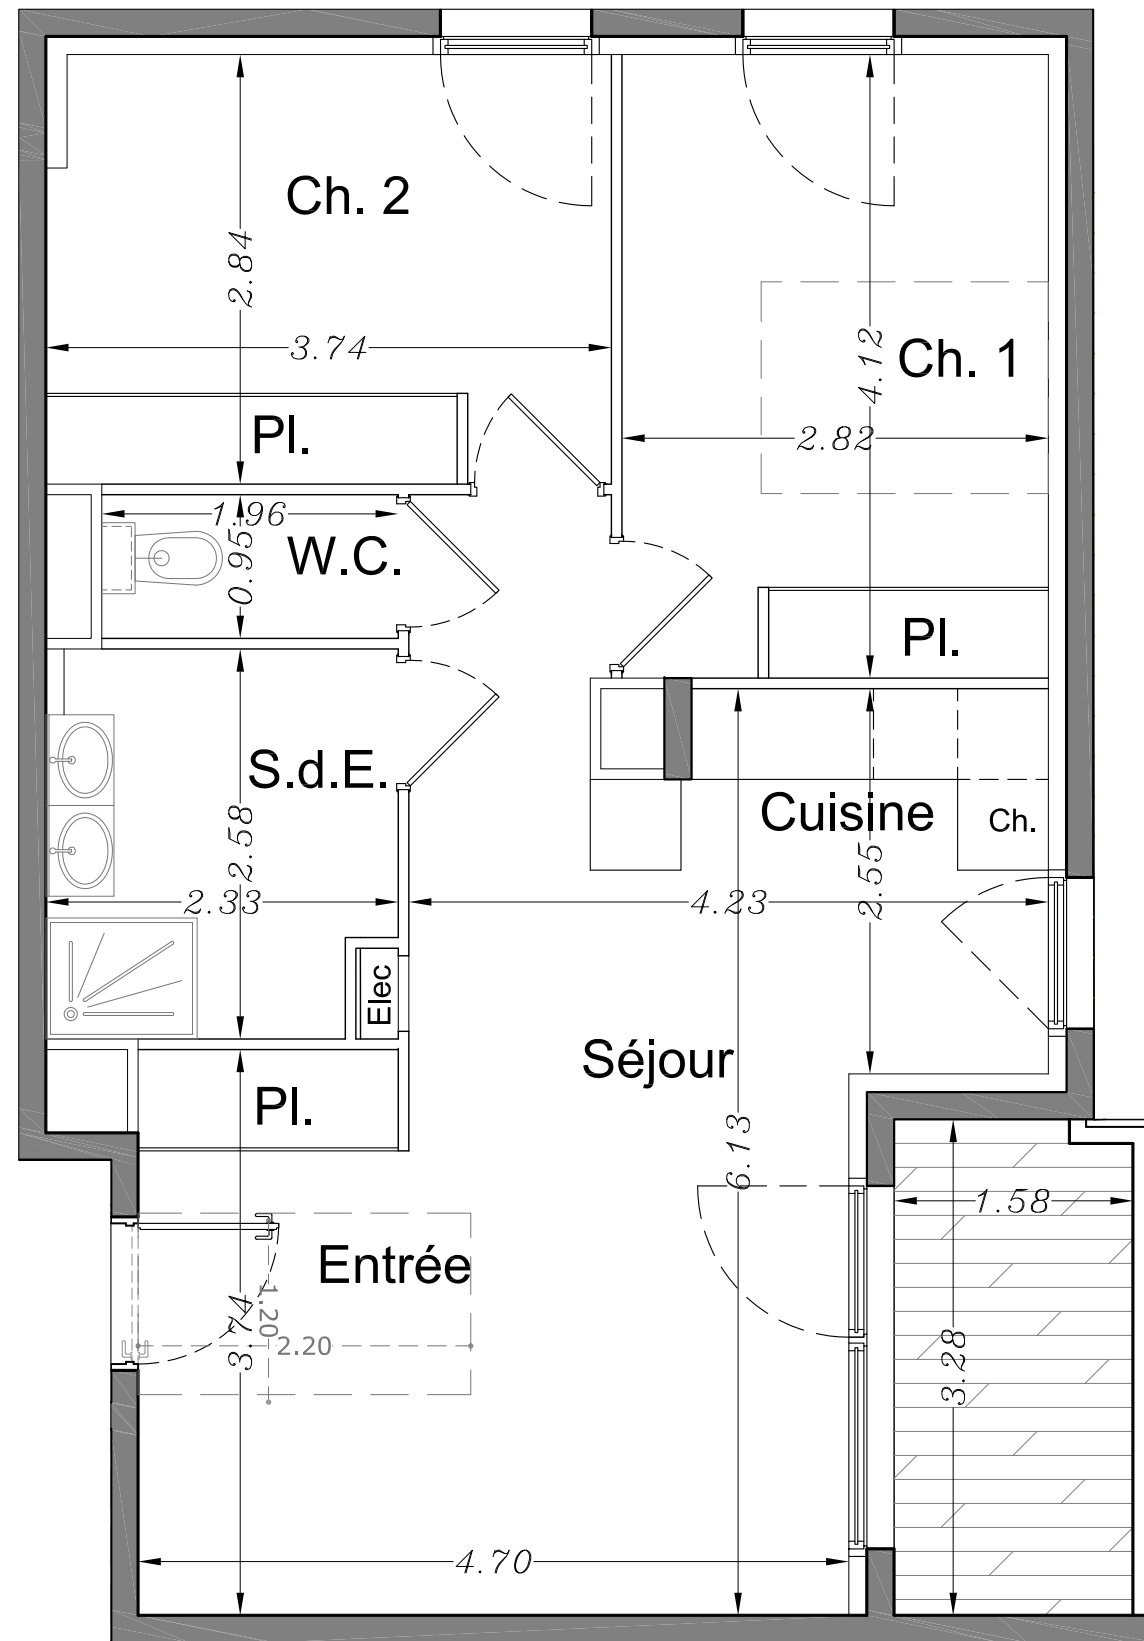 Ch. 2
2.84
3.74
4.12
Ch. 1
2.82
Pl.
1.96
0.95
W.C.
Pl.
S.d.E.
2.58
2.33
Cuisine
Ch.
2.55
4.23
Elec
Séjour
Pl.
6.13
1.58
Entrée
1.20
2.20
3.74
3.28
4.70